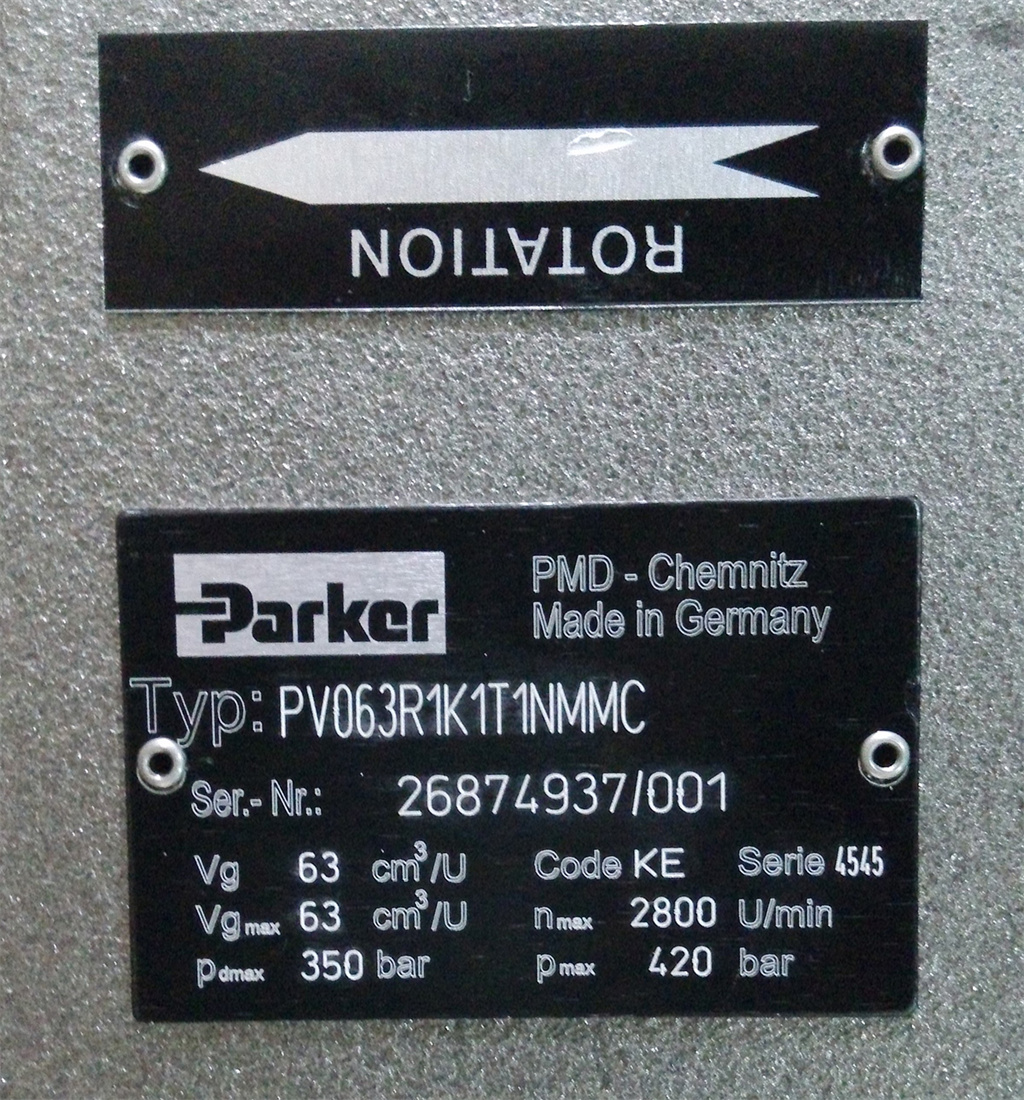 ROTATION
Parker
PMD - Chemnitz
Made in Germany
Typ: PV063R1K1T1NMMC
Ser.- Nr.: 26874937/001
Vg 63 cm³/U Code KE Serie 4545
Vgmax 63 cm³/U nmax 2800 U/min
pdmax 350 bar pmax 420 bar